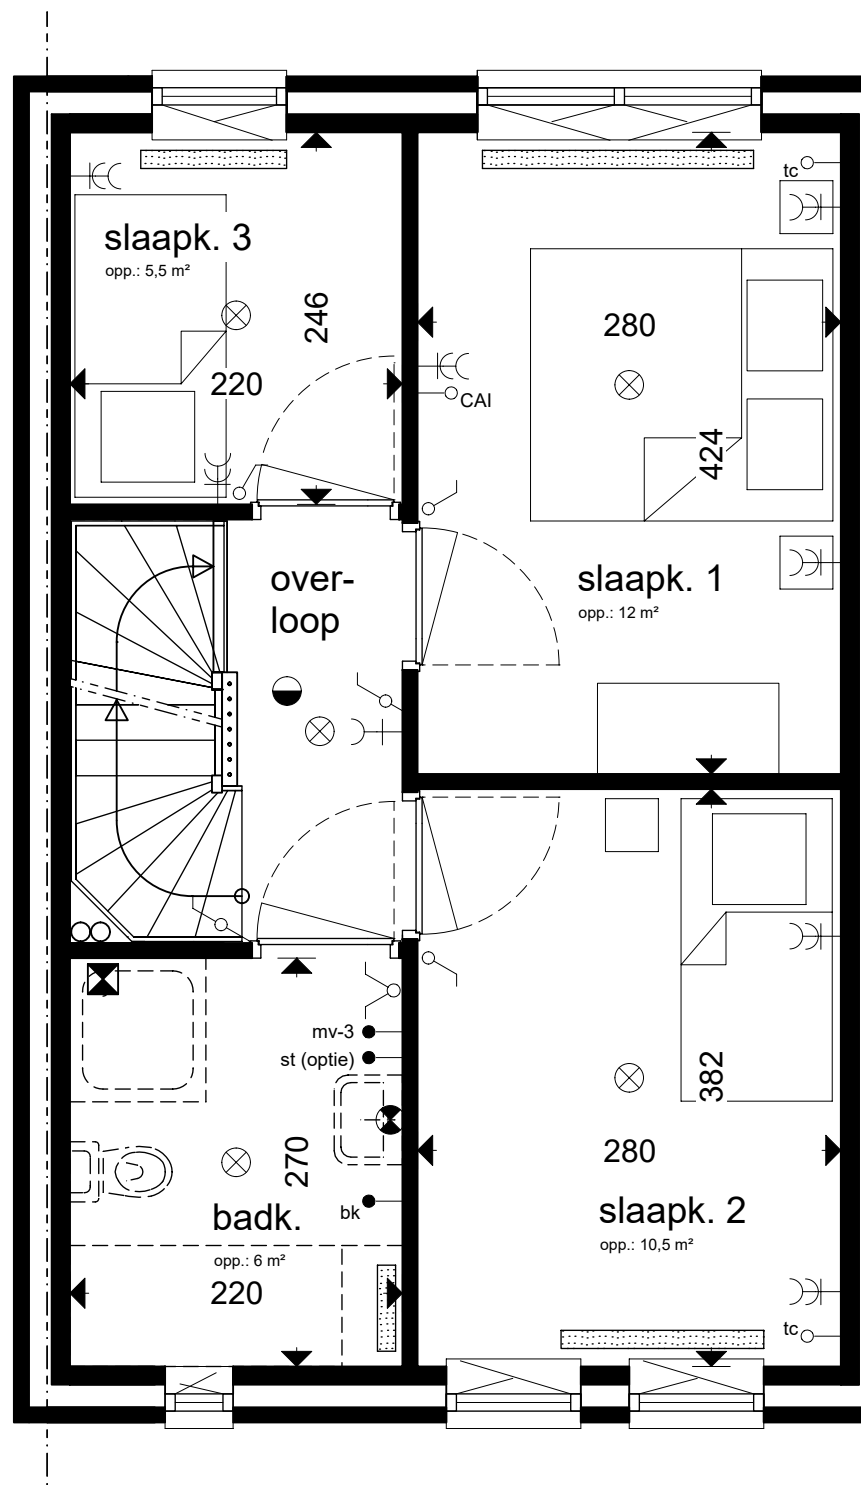 tc
slaapk. 3
opp.: 5,5 m²
246
280
220
CAI
424
over-
loop
slaapk. 1
opp.: 12 m²
mv-3
st (optie)
382
270
280
bk
badk.
slaapk. 2
opp.: 10,5 m²
opp.: 6 m²
220
tc